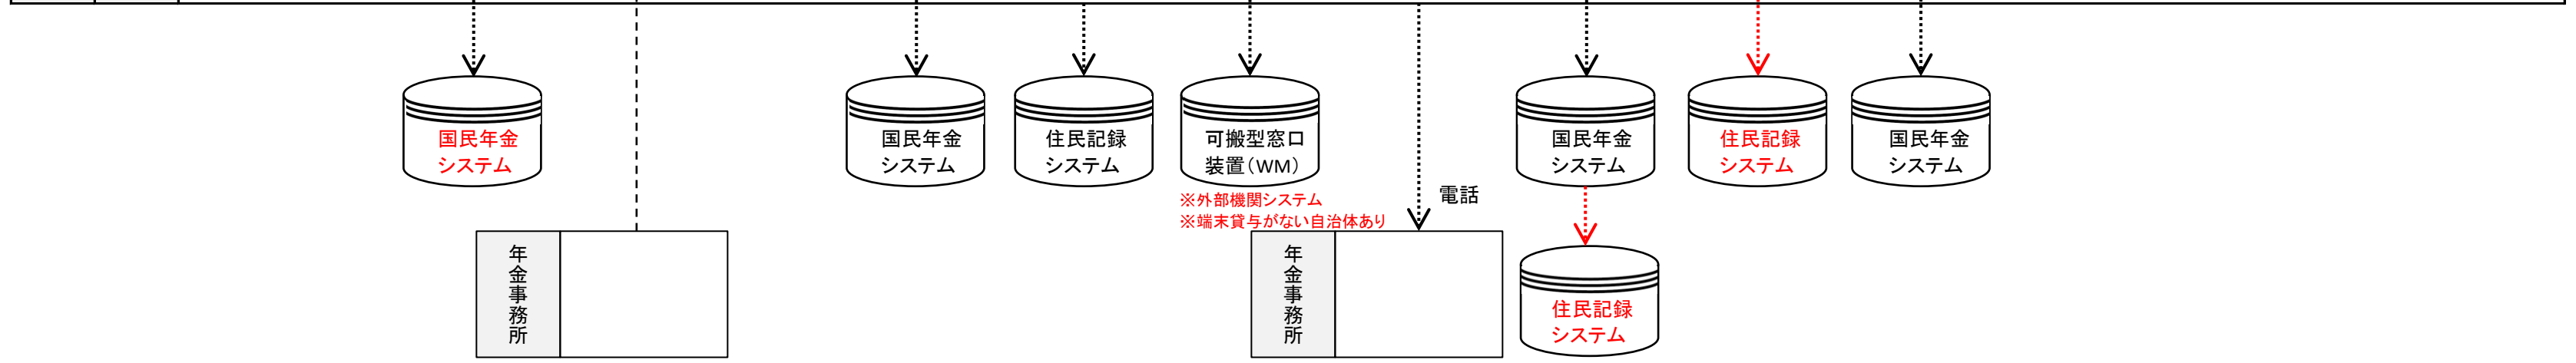 国民年金
システム
国民年金
システム
住民記録
システム
可搬型窓口
装置(WM)
※外部機関システム
※端末貸与がない自治体あり
電話
国民年金
システム
住民記録
システム
国民年金
システム
年金事務所
年金事務所
住民記録
システム